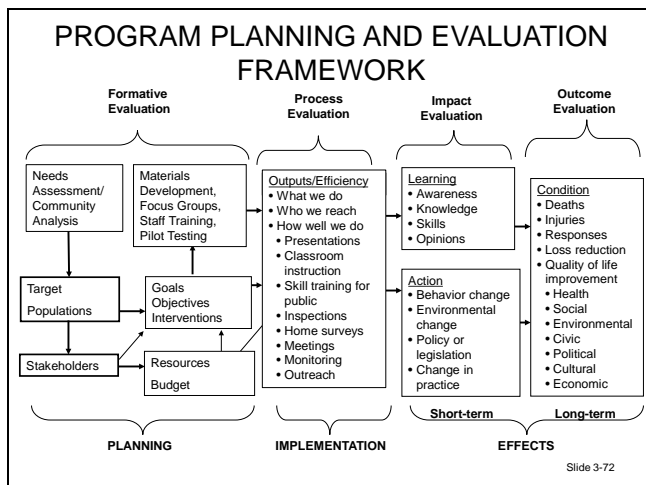 PROGRAM PLANNING AND EVALUATION
FRAMEWORK
Formative
Evaluation
Process
Evaluation
Impact
Evaluation
Outcome
Evaluation
Needs
Assessment/
Community
Analysis
Target
Populations
Stakeholders
Materials
Development,
Focus Groups,
Staff Training,
Pilot Testing
Goals
Objectives
Interventions
Resources
Budget
Outputs/Efficiency
• What we do
• Who we reach
• How well we do
• Presentations
• Classroom
instruction
• Skill training for
public
• Inspections
• Home surveys
• Meetings
• Monitoring
• Outreach
Learning
• Awareness
• Knowledge
• Skills
• Opinions
Action
• Behavior change
• Environmental
change
• Policy or
legislation
• Change in
practice
Condition
• Deaths
• Injuries
• Responses
• Loss reduction
• Quality of life
improvement
• Health
• Social
• Environmental
• Civic
• Political
• Cultural
• Economic
Short-term
Long-term
PLANNING
IMPLEMENTATION
EFFECTS
Slide 3-72